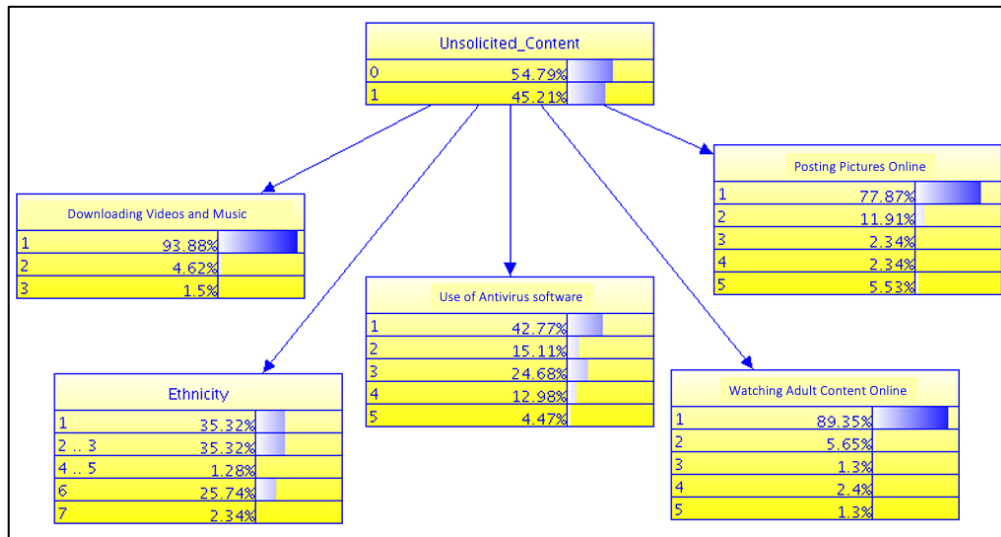 Unsolicited_Content
0 54.79%
1 45.21%
Posting Pictures Online
1 77.87%
2 11.91%
3 2.34%
4 2.34%
5 5.53%
Downloading Videos and Music
1 93.88%
2 4.62%
3 1.5%
Use of Antivirus software
1 42.77%
2 15.11%
3 24.68%
4 12.98%
5 4.47%
Ethnicity
1 35.32%
2 .. 3 35.32%
4 .. 5 1.28%
6 25.74%
7 2.34%
Watching Adult Content Online
1 89.35%
2 5.65%
3 1.3%
4 2.4%
5 1.3%